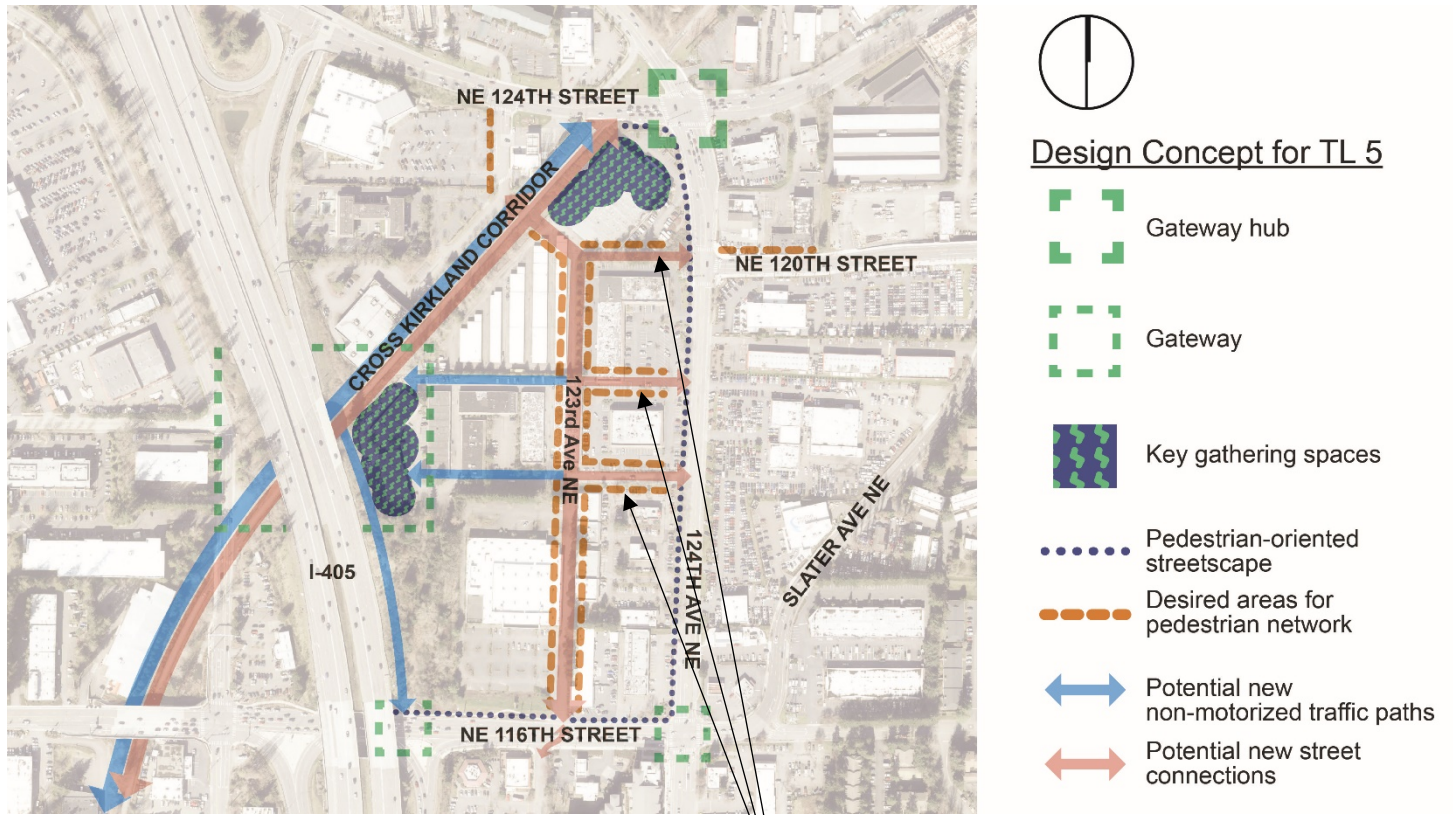 NE 124TH STREET
CROSS KIRKLAND CORRIDOR
NE 120TH STREET
123rd Ave NE
124TH AVE NE
SLATER AVE NE
I-405
NE 116TH STREET
Design Concept for TL 5
Gateway hub
Gateway
Key gathering spaces
Pedestrian-oriented
streetscape
Desired areas for
pedestrian network
Potential new
non-motorized traffic paths
Potential new street
connections